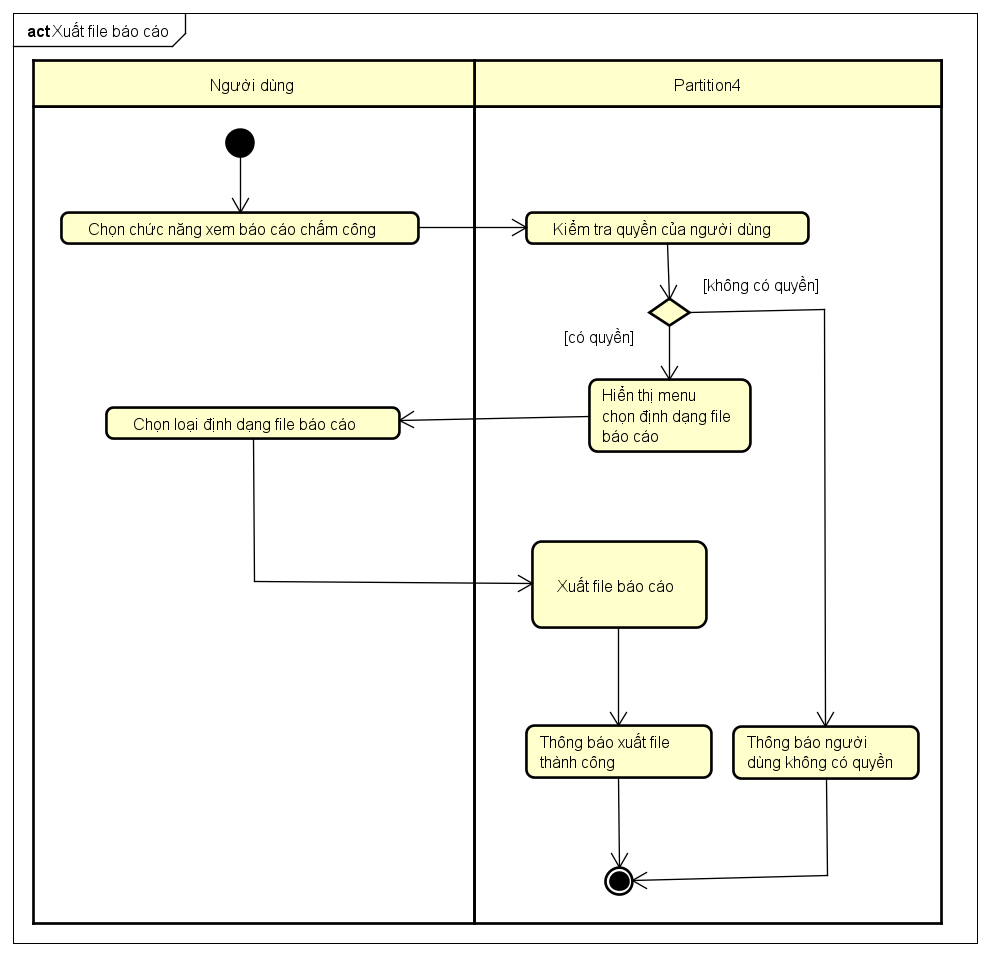 act Xuất file báo cáo
Người dùng
Partition4
Chọn chức năng xem báo cáo chấm công
Kiểm tra quyền của người dùng
[không có quyền]
[có quyền]
Hiển thị menu
chọn định dạng file
báo cáo
Chọn loại định dạng file báo cáo
Xuất file báo cáo
Thông báo xuất file
thành công
Thông báo người
dùng không có quyền